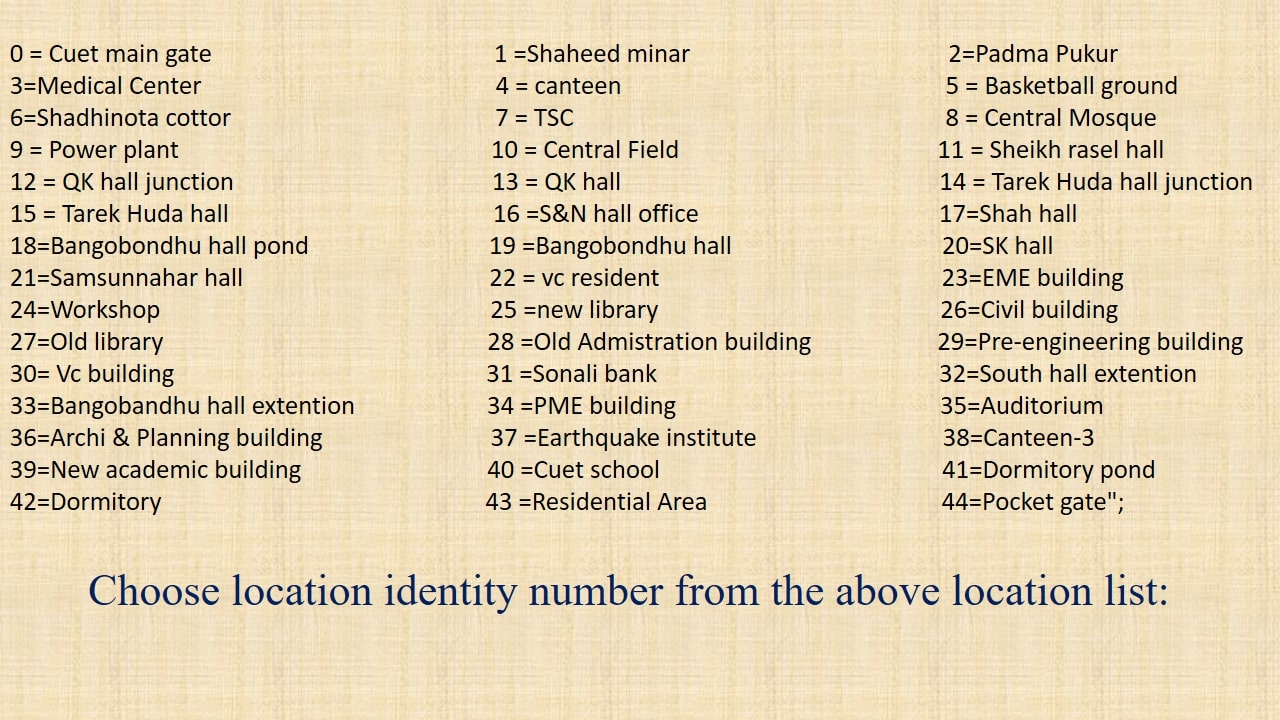 0 = Cuet main gate 1 =Shaheed minar 2=Padma Pukur
3=Medical Center 4 = canteen 5 = Basketball ground
6=Shadhinota cottor 7 = TSC 8 = Central Mosque
9 = Power plant 10 = Central Field 11 = Sheikh rasel hall
12 = QK hall junction 13 = QK hall 14 = Tarek Huda hall junction
15 = Tarek Huda hall 16 =S&N hall office 17=Shah hall
18=Bangobondhu hall pond 19 =Bangobondhu hall 20=SK hall
21=Samsunnahar hall 22 = vc resident 23=EME building
24=Workshop 25 =new library 26=Civil building
27=Old library 28 =Old Admistration building 29=Pre-engineering building
30= Vc building 31 =Sonali bank 32=South hall extention
33=Bangobandhu hall extention 34 =PME building 35=Auditorium
36=Archi & Planning building 37 =Earthquake institute 38=Canteen-3
39=New academic building 40 =Cuet school 41=Dormitory pond
42=Dormitory 43 =Residential Area 44=Pocket gate";
Choose location identity number from the above location list: